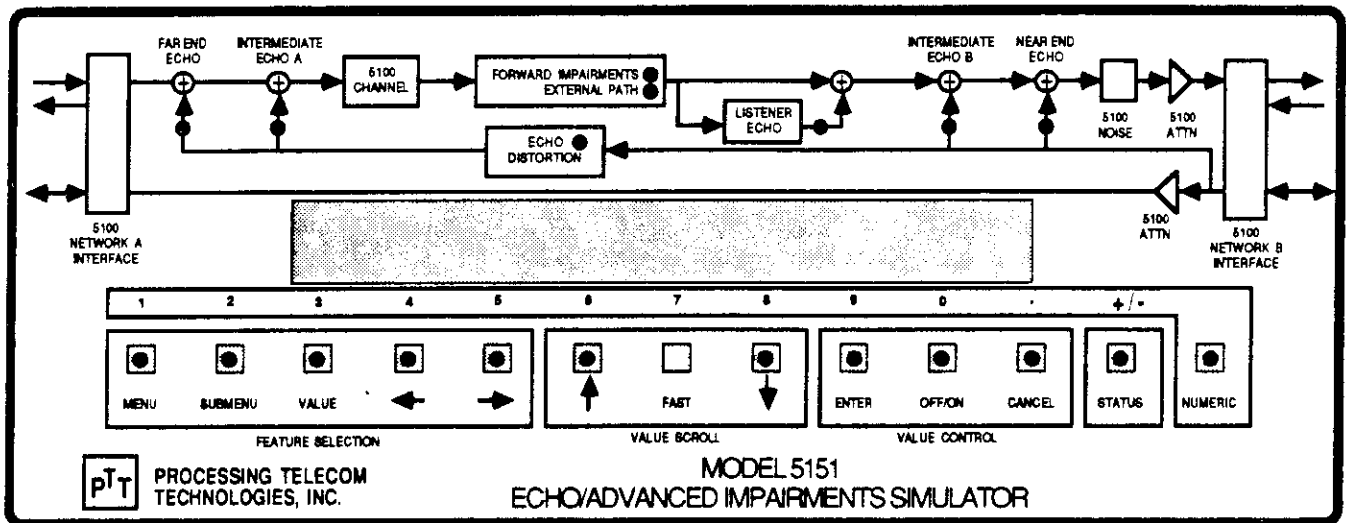 FAR END
ECHO
INTERMEDIATE
ECHO A
5100
CHANNEL
FORWARD IMPAIRMENTS
EXTERNAL PATH
LISTENER
ECHO
INTERMEDIATE
ECHO B
NEAR END
ECHO
5100
NOISE
5100
ATTN
ECHO
DISTORTION
5100
NETWORK A
INTERFACE
5100
ATTN
5100
NETWORK B
INTERFACE
1 2 3 4 5 6 7 8 9 0 . +/-
MENU SUBMENU VALUE FAST ENTER OFF/ON CANCEL STATUS NUMERIC
FEATURE SELECTION VALUE SCROLL VALUE CONTROL
PTT
PROCESSING TELECOM
TECHNOLOGIES, INC.
MODEL 5151
ECHO/ADVANCED IMPAIRMENTS SIMULATOR